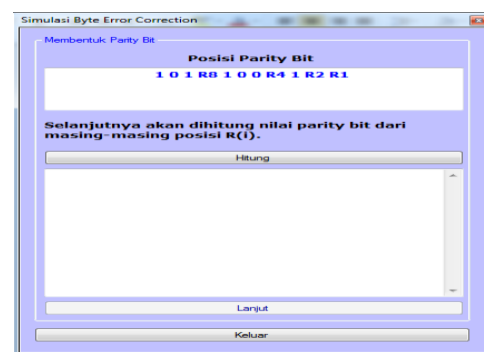 Simulasi Byte Error Correction
Membentuk Parity Bit
Posisi Parity Bit
1 0 1 R8 1 0 0 R4 1 R2 R1
Selanjutnya akan dihitung nilai parity bit dari
masing-masing posisi R(i).
Hitung
Lanjut
Keluar